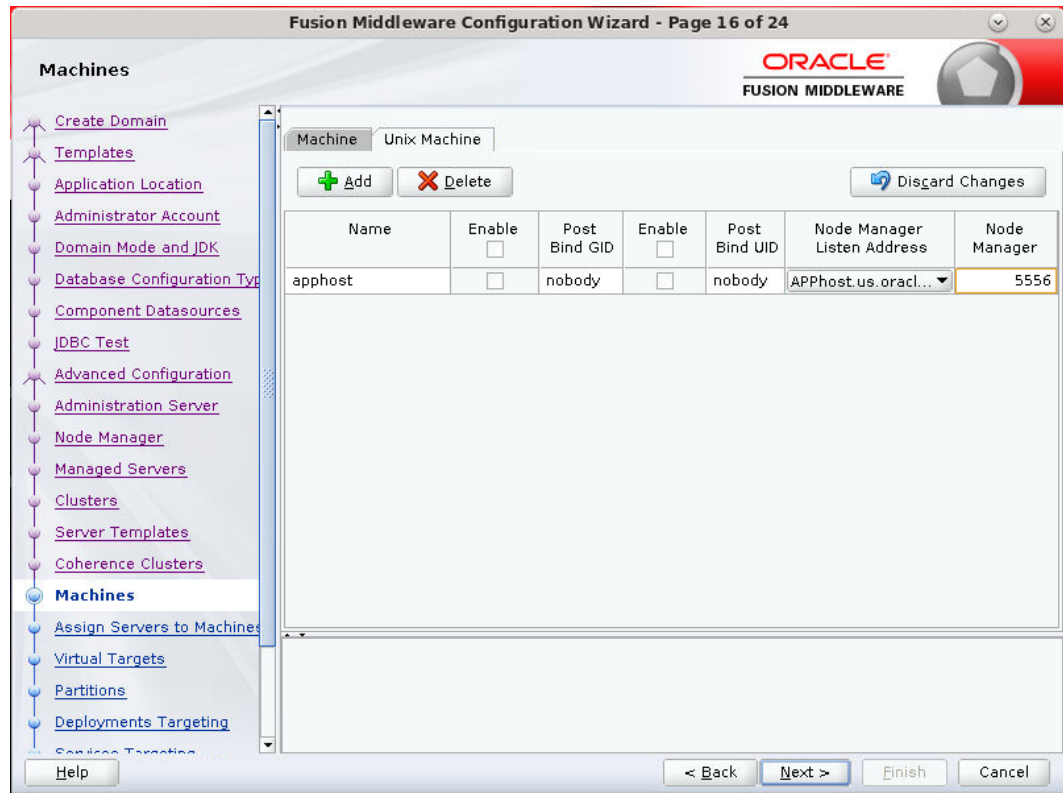 Fusion Middleware Configuration Wizard - Page 16 of 24
Machines
ORACLE
FUSION MIDDLEWARE
Create Domain
Templates
Application Location
Administrator Account
Domain Mode and JDK
Database Configuration Typ
Component Datasources
JDBC Test
Advanced Configuration
Administration Server
Node Manager
Managed Servers
Clusters
Server Templates
Coherence Clusters
Machines
Assign Servers to Machines
Virtual Targets
Partitions
Deployments Targeting
Services Targeting
Machine Unix Machine
Add Delete Discard Changes
Name Enable Post Bind GID Enable Post Bind UID Node Manager Listen Address Node Manager
apphost nobody nobody APPhost.us.oracl... 5556
Help < Back Next > Finish Cancel